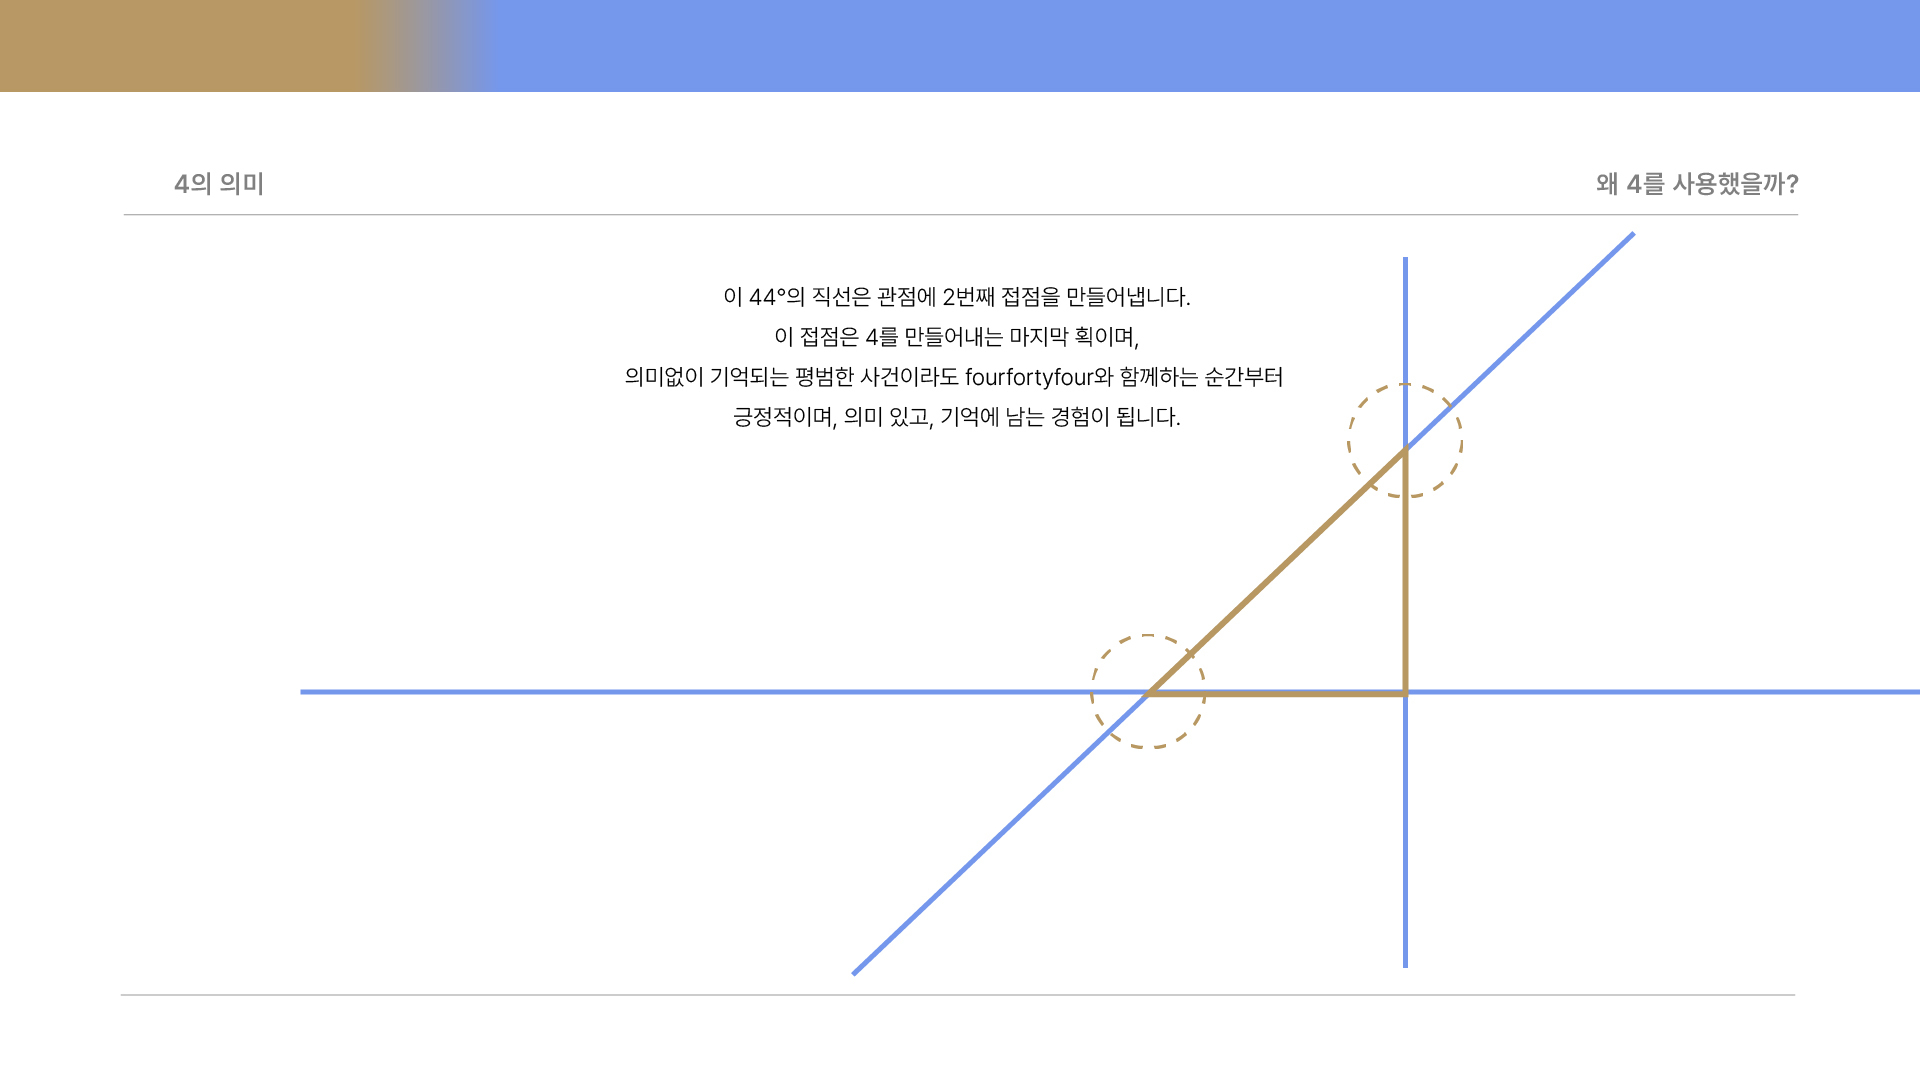 4의 의미
왜 4를 사용했을까?
이 44°의 직선은 관점에 2번째 접점을 만들어냅니다.
이 접점은 4를 만들어내는 마지막 획이며,
의미없이 기억되는 평범한 사건이라도 fourfortyfour와 함께하는 순간부터
긍정적이며, 의미 있고, 기억에 남는 경험이 됩니다.